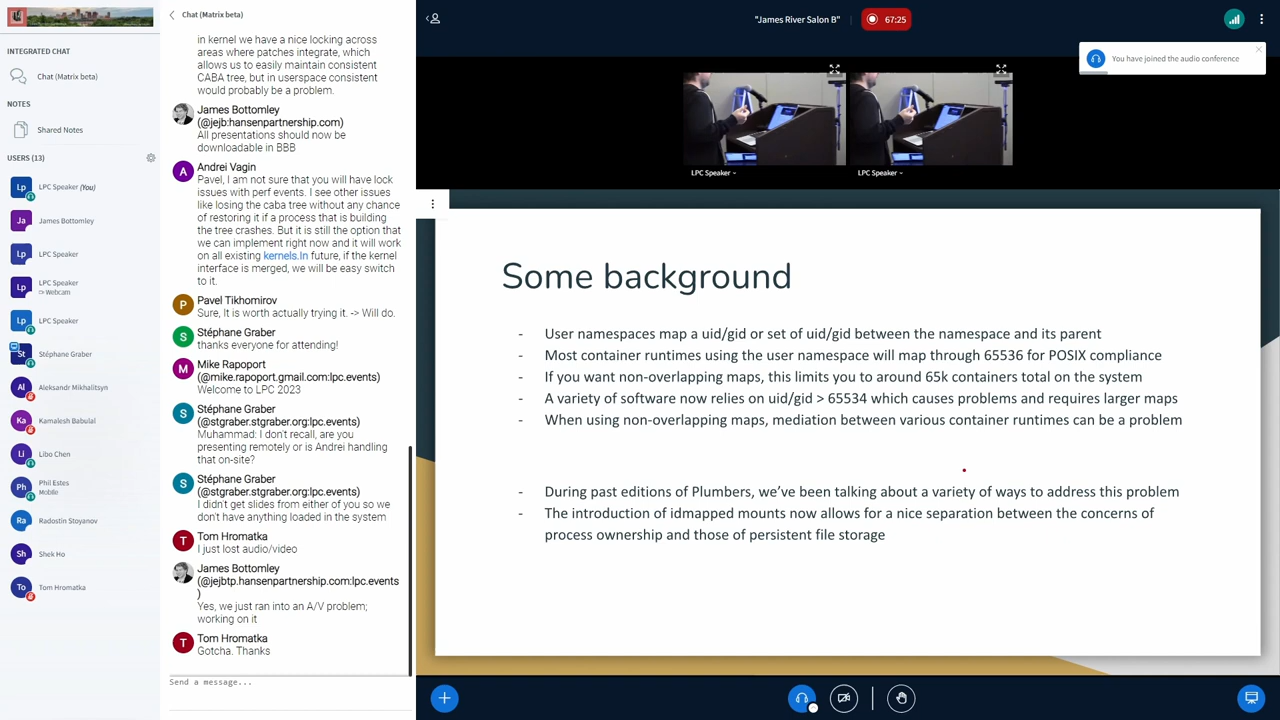 INTEGRATED CHAT
Chat (Matrix beta)
NOTES
Shared Notes
USERS (13)
Lp LPC Speaker (You)
Ja James Bottomley
Lp LPC Speaker
Lp LPC Speaker
Webcam
Lp LPC Speaker
St Stéphane Graber
Al Aleksandr Mikhalitsyn
Ka Kamalesh Babulal
Li Libo Chen
Ph Phil Estes
Mobile
Ra Radostin Stoyanov
Sh Shek Ho
To Tom Hromatka
Chat (Matrix beta)
in kernel we have a nice locking across
areas where patches integrate, which
allows us to easily maintain consistent
CABA tree, but in userspace consistent
would probably be a problem.
James Bottomley
(@jejb:hansenpartnership.com)
All presentations should now be
downloadable in BBB
A Andrei Vagin
Pavel, I am not sure that you will have lock
issues with perf events. I see other issues
like losing the caba tree without any chance
of restoring it if a process that is building
the tree crashes. But it is still the option that
we can implement right now and it will work
on all existing kernels.In future, if the kernel
interface is merged, we will be easy switch
to it.
P Pavel Tikhomirov
Sure, It is worth actually trying it. -> Will do.
S Stéphane Graber
thanks everyone for attending!
M Mike Rapoport
(@mike.rapoport.gmail.com:lpc.events)
Welcome to LPC 2023
S Stéphane Graber
(@stgraber.stgraber.org:lpc.events)
Muhammad: I don't recall, are you
presenting remotely or is Andrei handling
that on-site?
S Stéphane Graber
(@stgraber.stgraber.org:lpc.events)
I didn't get slides from either of you so we
don't have anything loaded in the system
T Tom Hromatka
I just lost audio/video
James Bottomley
(@jejbtp.hansenpartnership.com:lpc.events
)
Yes, we just ran into an A/V problem;
working on it
T Tom Hromatka
Gotcha. Thanks
Send a message...
"James River Salon B"
67:25
You have joined the audio conference
LPC Speaker
LPC Speaker
Some background
- User namespaces map a uid/gid or set of uid/gid between the namespace and its parent
- Most container runtimes using the user namespace will map through 65536 for POSIX compliance
- If you want non-overlapping maps, this limits you to around 65k containers total on the system
- A variety of software now relies on uid/gid > 65534 which causes problems and requires larger maps
- When using non-overlapping maps, mediation between various container runtimes can be a problem
- During past editions of Plumbers, we've been talking about a variety of ways to address this problem
- The introduction of idmapped mounts now allows for a nice separation between the concerns of
process ownership and those of persistent file storage